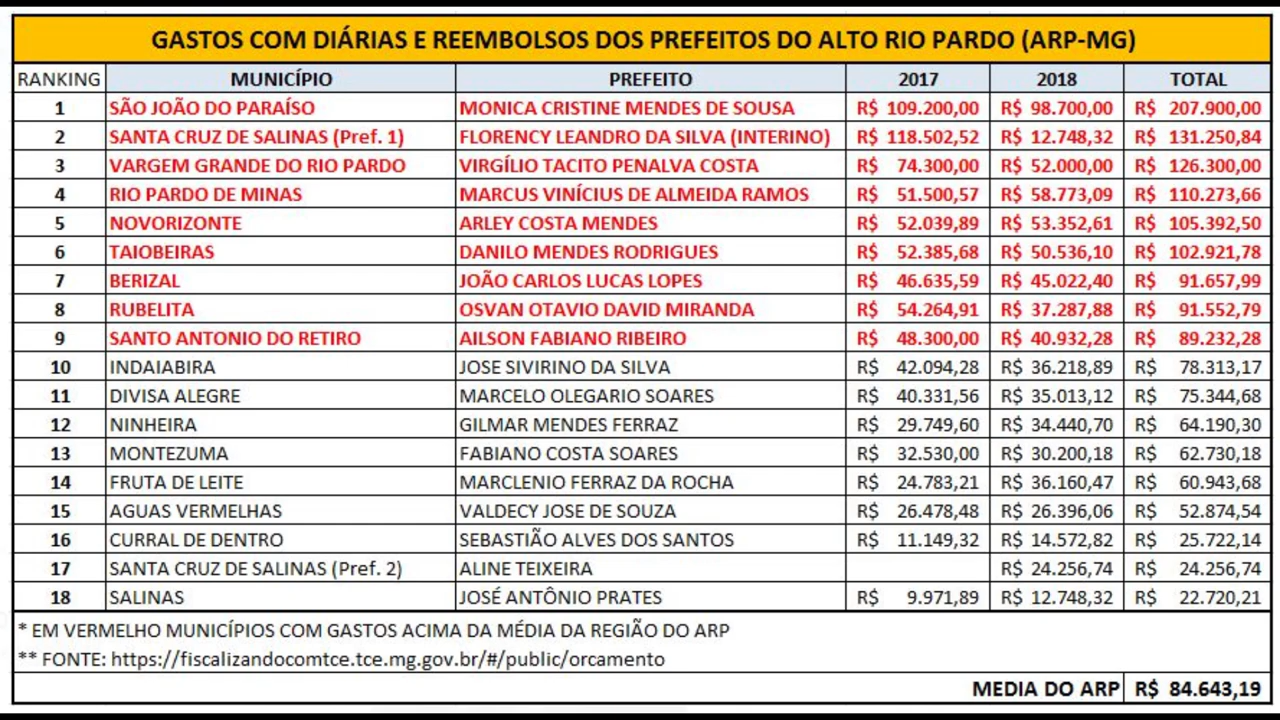 GASTOS COM DIÁRIAS E REEMBOLSOS DOS PREFEITOS DO ALTO RIO PARDO (ARP-MG)
RANKING MUNICÍPIO PREFEITO 2017 2018 TOTAL
1 SÃO JOÃO DO PARAÍSO MONICA CRISTINE MENDES DE SOUSA R$ 109.200,00 R$ 98.700,00 R$ 207.900,00
2 SANTA CRUZ DE SALINAS (Pref. 1) FLORENCY LEANDRO DA SILVA (INTERINO) R$ 118.502,52 R$ 12.748,32 R$ 131.250,84
3 VARGEM GRANDE DO RIO PARDO VIRGÍLIO TACITO PENALVA COSTA R$ 74.300,00 R$ 52.000,00 R$ 126.300,00
4 RIO PARDO DE MINAS MARCUS VINÍCIUS DE ALMEIDA RAMOS R$ 51.500,57 R$ 58.773,09 R$ 110.273,66
5 NOVORIZONTE ARLEY COSTA MENDES R$ 52.039,89 R$ 53.352,61 R$ 105.392,50
6 TAIOBEIRAS DANILO MENDES RODRIGUES R$ 52.385,68 R$ 50.536,10 R$ 102.921,78
7 BERIZAL JOÃO CARLOS LUCAS LOPES R$ 46.635,59 R$ 45.022,40 R$ 91.657,99
8 RUBELITA OSVAN OTAVIO DAVID MIRANDA R$ 54.264,91 R$ 37.287,88 R$ 91.552,79
9 SANTO ANTONIO DO RETIRO AILSON FABIANO RIBEIRO R$ 48.300,00 R$ 40.932,28 R$ 89.232,28
10 INDAIABIRA JOSE SIVIRINO DA SILVA R$ 42.094,28 R$ 36.218,89 R$ 78.313,17
11 DIVISA ALEGRE MARCELO OLEGARIO SOARES R$ 40.331,56 R$ 35.013,12 R$ 75.344,68
12 NINHEIRA GILMAR MENDES FERRAZ R$ 29.749,60 R$ 34.440,70 R$ 64.190,30
13 MONTEZUMA FABIANO COSTA SOARES R$ 32.530,00 R$ 30.200,18 R$ 62.730,18
14 FRUTA DE LEITE MARCLENIO FERRAZ DA ROCHA R$ 24.783,21 R$ 36.160,47 R$ 60.943,68
15 AGUAS VERMELHAS VALDECY JOSE DE SOUZA R$ 26.478,48 R$ 26.396,06 R$ 52.874,54
16 CURRAL DE DENTRO SEBASTIÃO ALVES DOS SANTOS R$ 11.149,32 R$ 14.572,82 R$ 25.722,14
17 SANTA CRUZ DE SALINAS (Pref. 2) ALINE TEIXEIRA R$ 24.256,74 R$ 24.256,74
18 SALINAS JOSÉ ANTÔNIO PRATES R$ 9.971,89 R$ 12.748,32 R$ 22.720,21
* EM VERMELHO MUNICÍPIOS COM GASTOS ACIMA DA MÉDIA DA REGIÃO DO ARP
** FONTE: https://fiscalizandocomtce.tce.mg.gov.br/#/public/orcamento
MEDIA DO ARP R$ 84.643,19